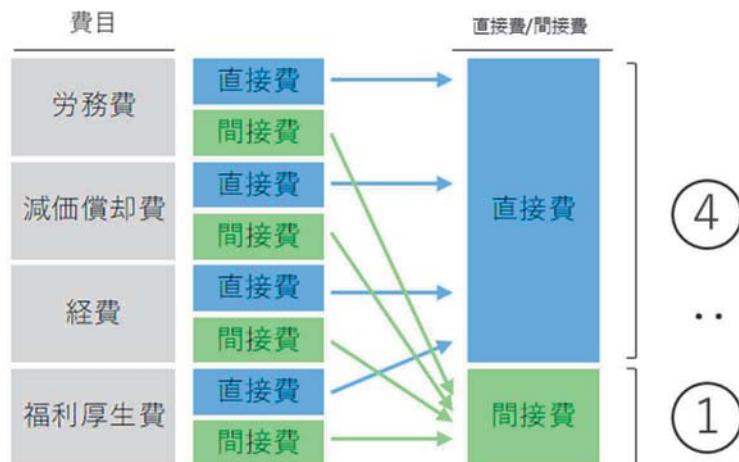 費目
直接費/間接費
労務費
直接費
間接費
減価償却費
直接費
間接費
経費
直接費
間接費
福利厚生費
直接費
間接費
直接費
間接費
④
..
①